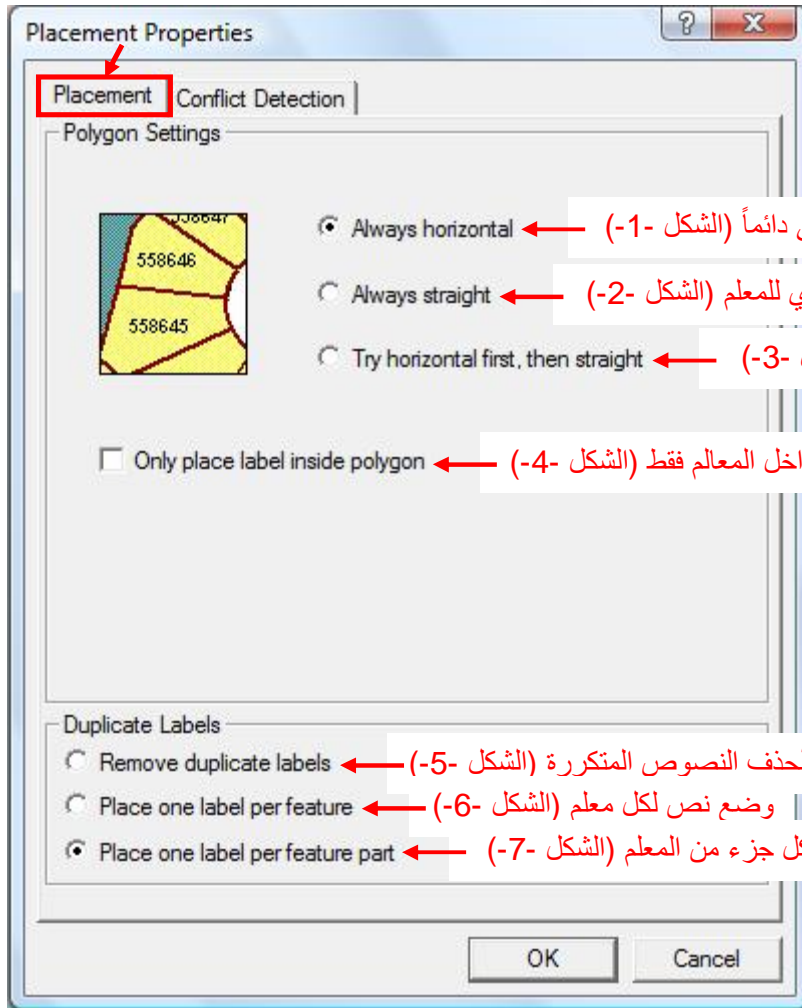 Placement Properties
Placement
Conflict Detection
Polygon Settings
558647
558646
558645
Always horizontal
دائماً (الشكل -1-)
Always straight
للمعلم (الشكل -2-)
Try horizontal first, then straight
-3-)
Only place label inside polygon
المعالم فقط (الشكل -4-)
Duplicate Labels
Remove duplicate labels
النصوص المتكررة (الشكل -5-)
Place one label per feature
وضع نص لكل معلم (الشكل -6-)
Place one label per feature part
جزء من المعلم (الشكل -7-)
OK
Cancel